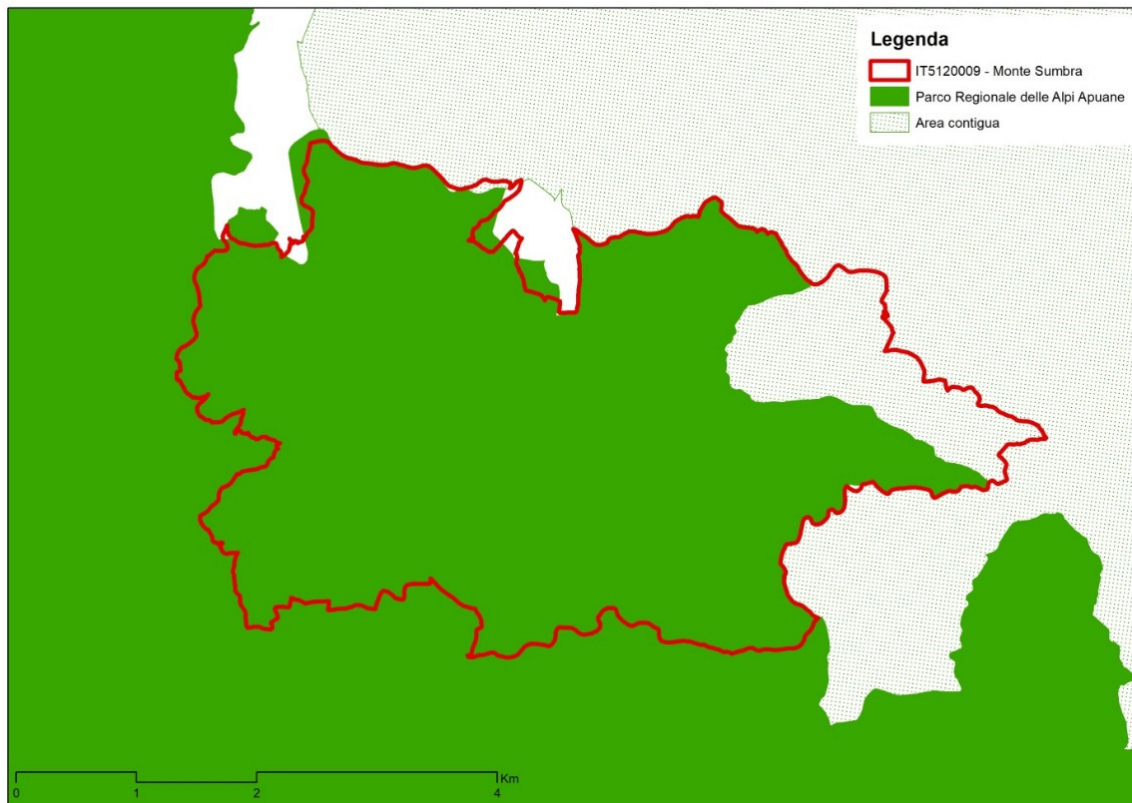 Legenda
IT5120009 - Monte Sumbra
Parco Regionale delle Alpi Apuane
Area contigua
Km
0 1 2 4